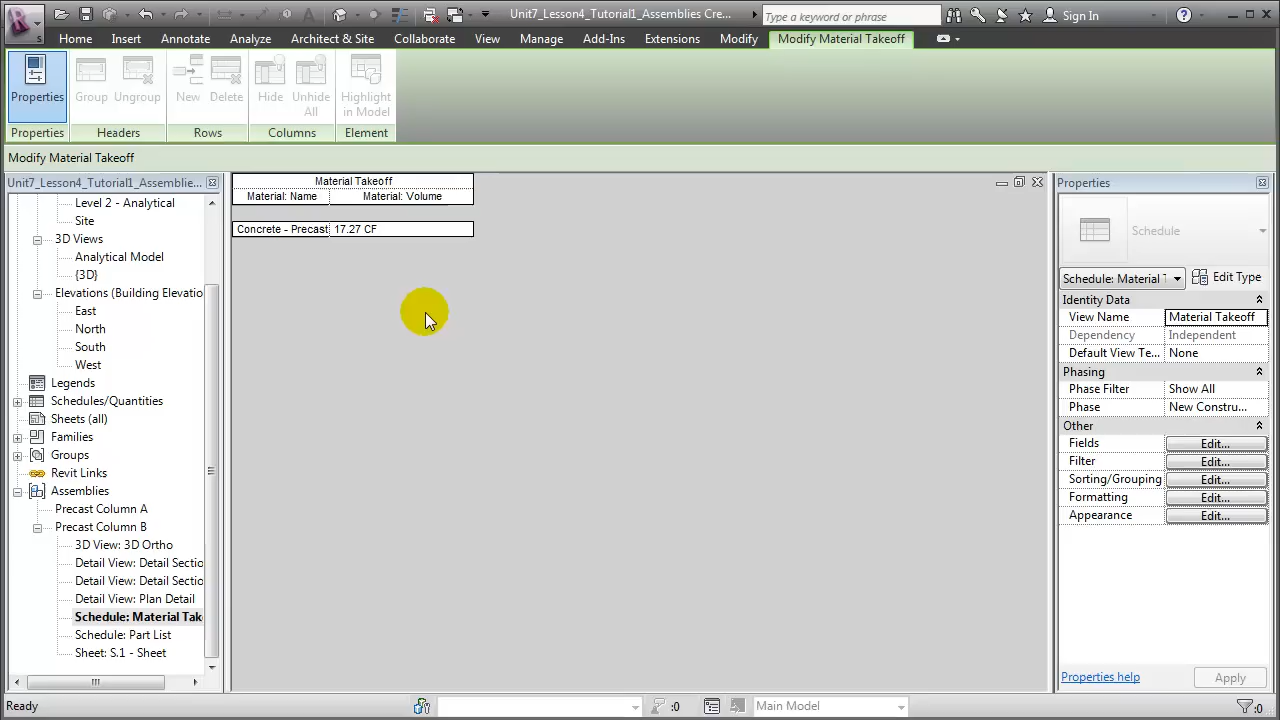 Unit7_Lesson4_Tutorial1_Assemblies Cre...
Type a keyword or phrase
Sign In
Home Insert Annotate Analyze Architect & Site Collaborate View Manage Add-Ins Extensions Modify Modify Material Takeoff
Properties Group Ungroup New Delete Hide Unhide All Highlight in Model
Properties Headers Rows Columns Element
Modify Material Takeoff
Unit7_Lesson4_Tutorial1_Assemblie...
Level 2 - Analytical
Site
3D Views
Analytical Model
{3D}
Elevations (Building Elevatio
East
North
South
West
Legends
Schedules/Quantities
Sheets (all)
Families
Groups
Revit Links
Assemblies
Precast Column A
Precast Column B
3D View: 3D Ortho
Detail View: Detail Sectio
Detail View: Detail Sectio
Detail View: Plan Detail
Schedule: Material Tak
Schedule: Part List
Sheet: S.1 - Sheet
Material Takeoff
Material: Name Material: Volume
Concrete - Precast 17.27 CF
Properties
Schedule
Schedule: Material T Edit Type
Identity Data
View Name Material Takeoff
Dependency Independent
Default View Te... None
Phasing
Phase Filter Show All
Phase New Constru...
Other
Fields Edit...
Filter Edit...
Sorting/Grouping Edit...
Formatting Edit...
Appearance Edit...
Properties help Apply
Ready :0 Main Model :0